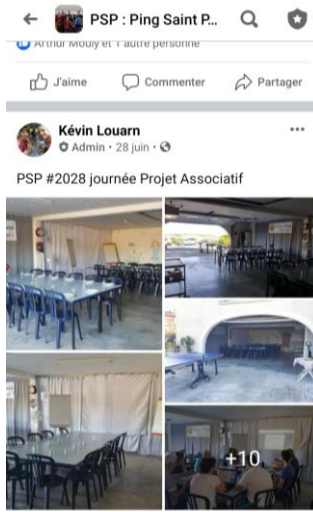 PSP : Ping Saint P...
Arthur Mouly et 1 autre personne
J'aime
Commenter
Partager
Kévin Louarn
Admin • 28 juin •
PSP #2028 journée Projet Associatif
+10